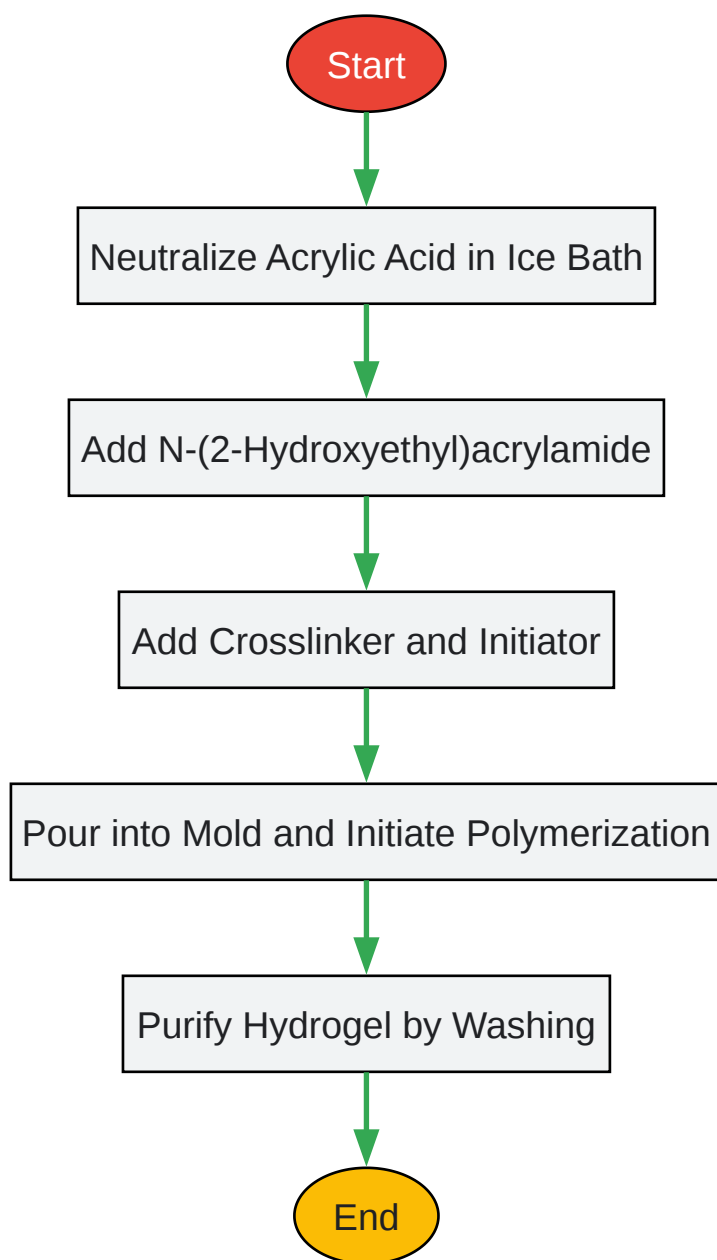 Start
Neutralize Acrylic Acid in Ice Bath
Add N-(2-Hydroxyethyl)acrylamide
Add Crosslinker and Initiator
Pour into Mold and Initiate Polymerization
Purify Hydrogel by Washing
End